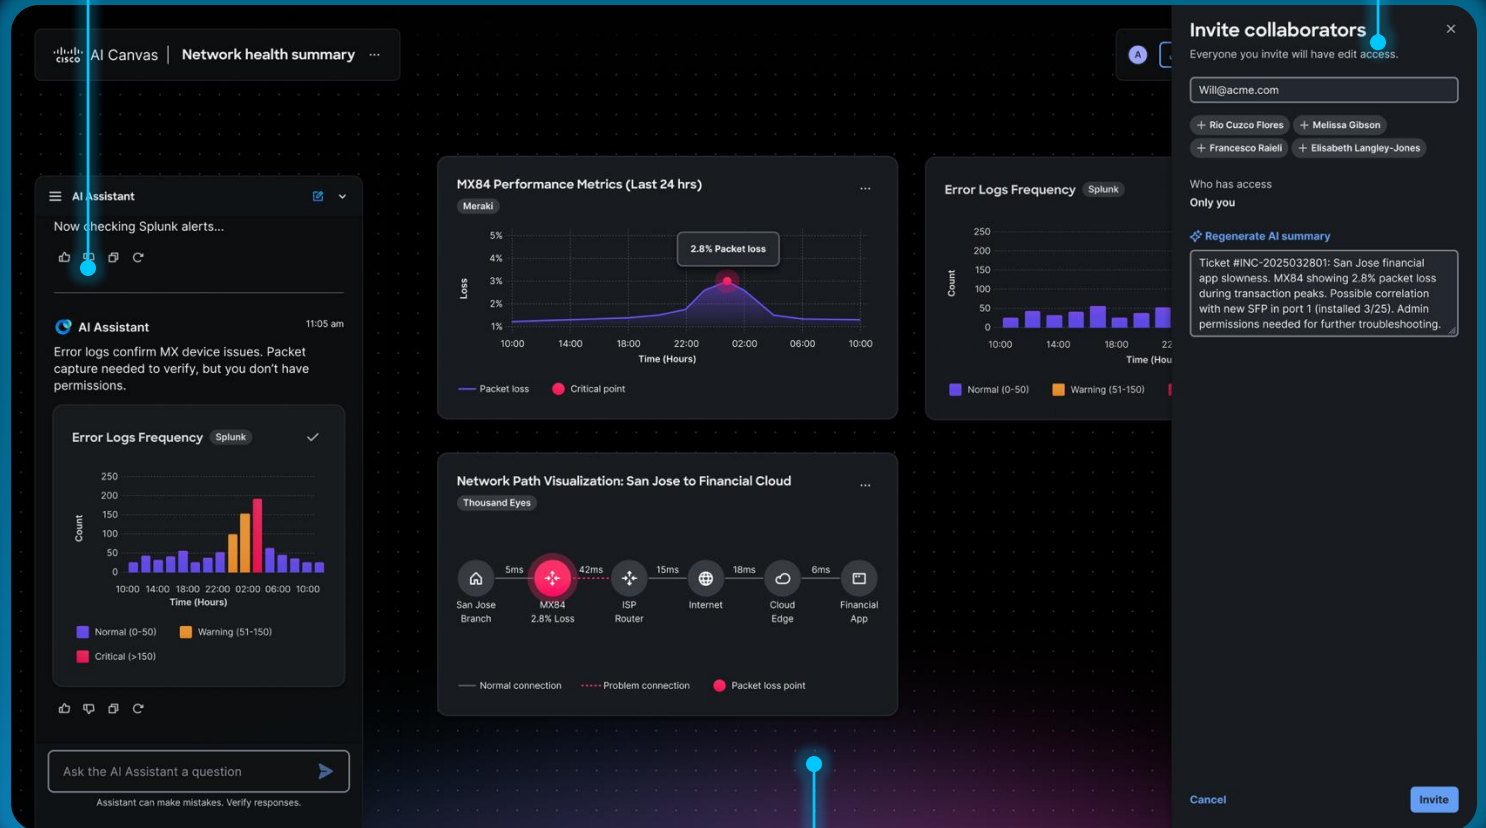 cisco AI Canvas | Network health summary ...
A
AI Assistant
Now checking Splunk alerts...
AI Assistant
11:05 am
Error logs confirm MX device issues. Packet
capture needed to verify, but you don't have
permissions.
Error Logs Frequency Splunk
250
200
150
100
50
0
Count
10:00 14:00 18:00 22:00 02:00 06:00 10:00
Time (Hours)
Normal (0-50) Warning (51-150)
Critical (>150)
Ask the AI Assistant a question
Assistant can make mistakes. Verify responses.
MX84 Performance Metrics (Last 24 hrs) ...
Meraki
5%
4%
3%
2%
1%
Loss
2.8% Packet loss
10:00 14:00 18:00 22:00 02:00 06:00 10:00
Time (Hours)
Packet loss Critical point
Error Logs Frequency Splunk
250
200
150
100
50
0
Count
10:00 14:00 18:00 22
Time (Hou
Normal (0-50) Warning (51-150)
Network Path Visualization: San Jose to Financial Cloud ...
Thousand Eyes
5ms 42ms 15ms 18ms 6ms
San Jose
Branch
MX84
2.8% Loss
ISP
Router
Internet
Cloud
Edge
Financial
App
Normal connection Problem connection Packet loss point
Invite collaborators
Everyone you invite will have edit access.
Will@acme.com
+ Rio Cuzco Flores + Melissa Gibson
+ Francesco Raieli + Elisabeth Langley-Jones
Who has access
Only you
Regenerate AI summary
Ticket #INC-2025032801: San Jose financial
app slowness. MX84 showing 2.8% packet loss
during transaction peaks. Possible correlation
with new SFP in port 1 (installed 3/25). Admin
permissions needed for further troubleshooting.
Cancel Invite